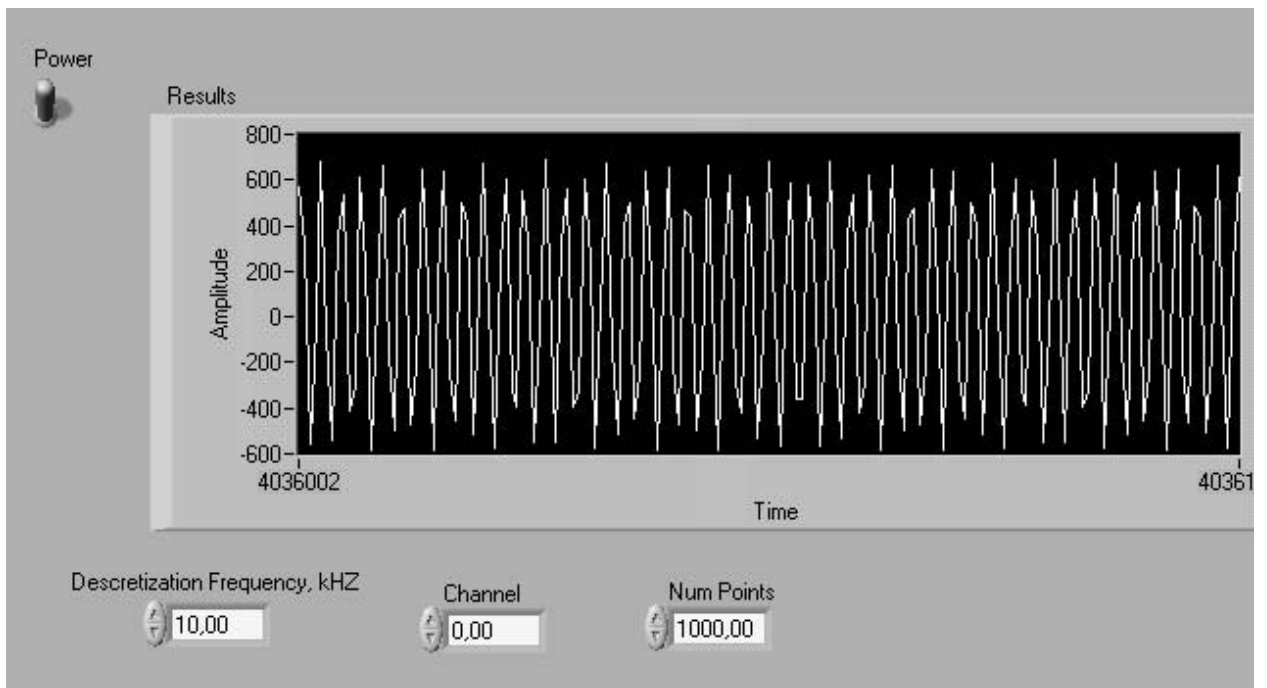 Power
Results
800
600
400
200
0
-200
-400
-600
Amplitude
4036002
40361
Time
Descretization Frequency, kHZ
Channel
Num Points
10,00
0,00
1000,00